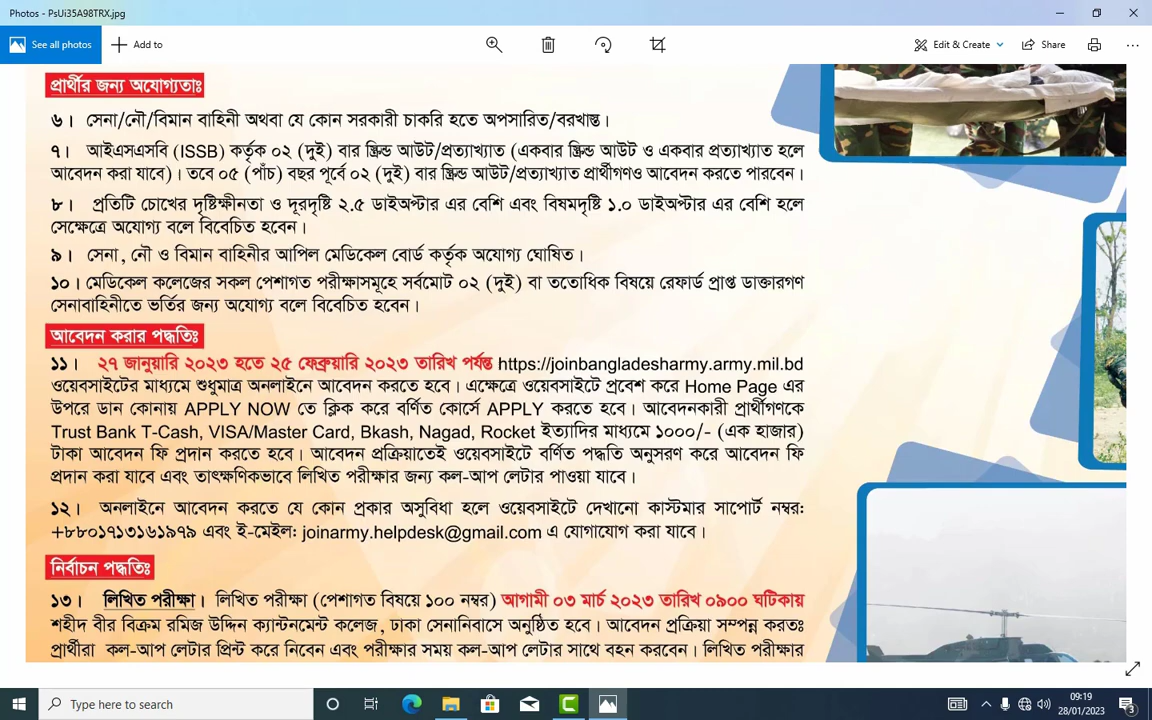 Photos - PsUi35A98TRX.jpg
See all photos
Add to
Edit & Create
Share
প্রার্থীর জন্য অযোগ্যতাঃ
৬। সেনা/নৌ/বিমান বাহিনী অথবা যে কোন সরকারী চাকরি হতে অপসারিত/বরখাস্ত।
৭। আইএসএসবি (ISSB) কর্তৃক ০২ (দুই) বার স্ক্রিন্ড আউট/প্রত্যাখ্যাত (একবার স্ক্রিন্ড আউট ও একবার প্রত্যাখ্যাত হলে
আবেদন করা যাবে)। তবে ০৫ (পাঁচ) বছর পূর্বে ০২ (দুই) বার স্ক্রিন্ড আউট/প্রত্যাখ্যাত প্রার্থীগণও আবেদন করতে পারবেন।
৮। প্রতিটি চোখের দৃষ্টিক্ষীনতা ও দূরদৃষ্টি ২.৫ ডাইঅপ্টার এর বেশি এবং বিষমদৃষ্টি ১.০ ডাইঅপ্টার এর বেশি হলে
সেক্ষেত্রে অযোগ্য বলে বিবেচিত হবেন।
৯। সেনা, নৌ ও বিমান বাহিনীর আপিল মেডিকেল বোর্ড কর্তৃক অযোগ্য ঘোষিত।
১০। মেডিকেল কলেজের সকল পেশাগত পরীক্ষাসমূহে সর্বমোট ০২ (দুই) বা ততোধিক বিষয়ে রেফার্ড প্রাপ্ত ডাক্তারগণ
সেনাবাহিনীতে ভর্তির জন্য অযোগ্য বলে বিবেচিত হবেন।
আবেদন করার পদ্ধতিঃ
১১। ২৭ জানুয়ারি ২০২৩ হতে ২৫ ফেব্রুয়ারি ২০২৩ তারিখ পর্যন্ত https://joinbangladesharmy.army.mil.bd
ওয়েবসাইটের মাধ্যমে শুধুমাত্র অনলাইনে আবেদন করতে হবে। এক্ষেত্রে ওয়েবসাইটে প্রবেশ করে Home Page এর
উপরে ডান কোনায় APPLY NOW তে ক্লিক করে বর্ণিত কোর্সে APPLY করতে হবে। আবেদনকারী প্রার্থীগণকে
Trust Bank T-Cash, VISA/Master Card, Bkash, Nagad, Rocket ইত্যাদির মাধ্যমে ১০০০/- (এক হাজার)
টাকা আবেদন ফি প্রদান করতে হবে। আবেদন প্রক্রিয়াতেই ওয়েবসাইটে বর্ণিত পদ্ধতি অনুসরণ করে আবেদন ফি
প্রদান করা যাবে এবং তাৎক্ষণিকভাবে লিখিত পরীক্ষার জন্য কল-আপ লেটার পাওয়া যাবে।
১২। অনলাইনে আবেদন করতে যে কোন প্রকার অসুবিধা হলে ওয়েবসাইটে দেখানো কাস্টমার সাপোর্ট নম্বর:
+৮৮০১৭১৩১৬১৯৭৯ এবং ই-মেইল: joinarmy.helpdesk@gmail.com এ যোগাযোগ করা যাবে।
নির্বাচন পদ্ধতিঃ
১৩। লিখিত পরীক্ষা। লিখিত পরীক্ষা (পেশাগত বিষয়ে ১০০ নম্বর) আগামী ০৩ মার্চ ২০২৩ তারিখ ০৯০০ ঘটিকায়
শহীদ বীর বিক্রম রমিজ উদ্দিন ক্যান্টনমেন্ট কলেজ, ঢাকা সেনানিবাসে অনুষ্ঠিত হবে। আবেদন প্রক্রিয়া সম্পন্ন করতঃ
প্রার্থীরা কল-আপ লেটার প্রিন্ট করে নিবেন এবং পরীক্ষার সময় কল-আপ লেটার সাথে বহন করবেন। লিখিত পরীক্ষার
Type here to search
09:19
28/01/2023
3